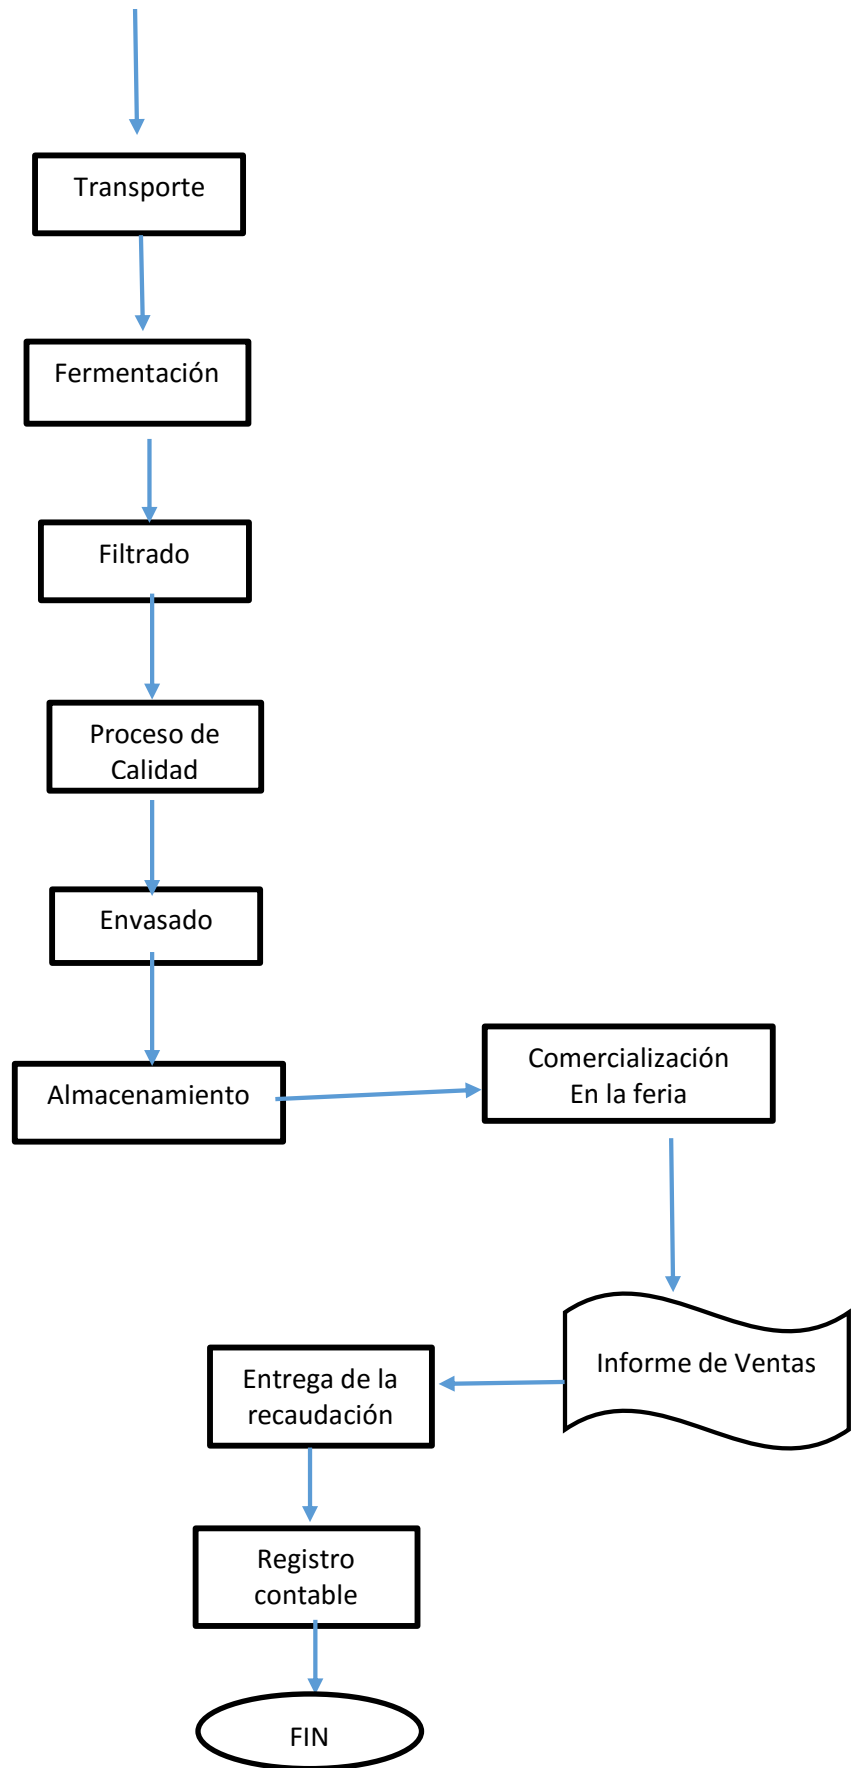 Transporte
Fermentación
Filtrado
Proceso de
Calidad
Envasado
Almacenamiento
Comercialización
En la feria
Informe de Ventas
Entrega de la
recaudación
Registro
contable
FIN